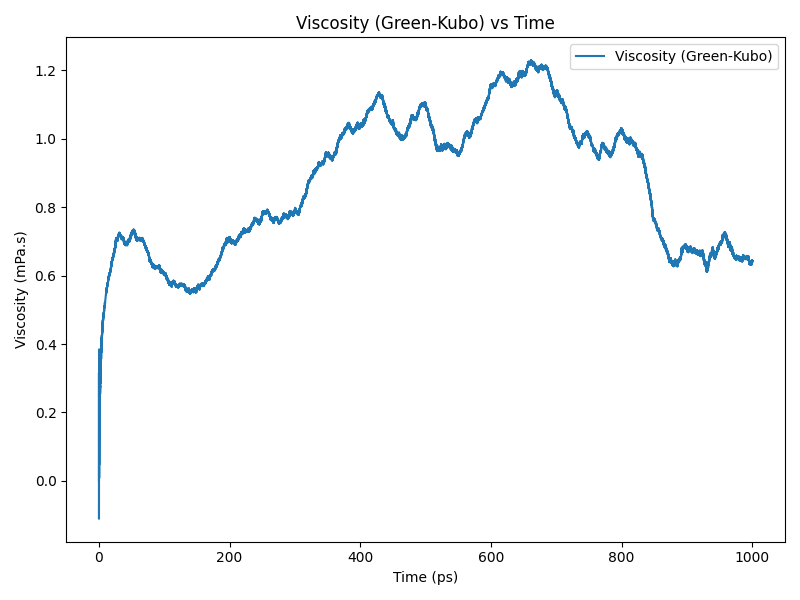 Viscosity (Green-Kubo) vs Time
Viscosity (Green-Kubo)
Viscosity (mPa.s)
1.2
1.0
0.8
0.6
0.4
0.2
0.0
0 200 400 600 800 1000
Time (ps)